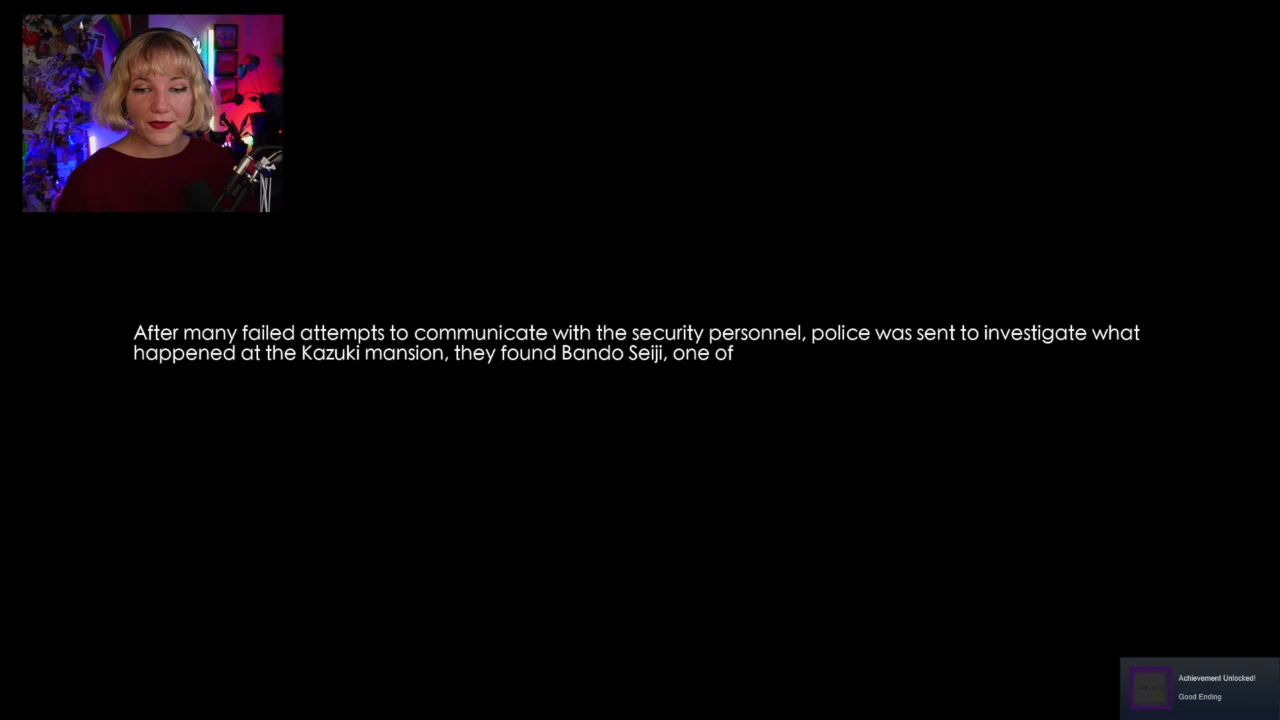 After many failed attempts to communicate with the security personnel, police was sent to investigate what
happened at the Kazuki mansion, they found Bando Seiji, one of
Achievement Unlocked!
Good Ending